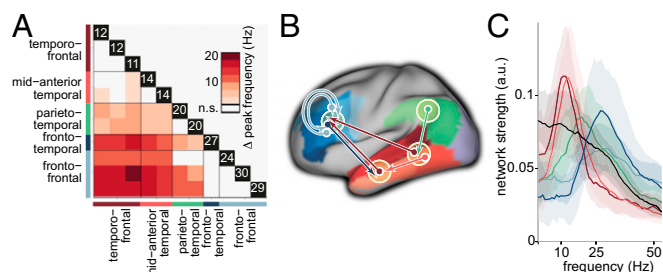 A
B
C
temporo-
frontal
mid-anterior
temporal
parieto-
temporal
fronto-
temporal
fronto-
frontal
12
12
11
14
14
20
20
27
24
30
29
20
10
n.s.
Δ peak frequency (Hz)
temporo-
frontal
mid-anterior
temporal
parieto-
temporal
fronto-
temporal
fronto-
frontal
network strength (a.u.)
0.1
0.05
0
10
25
50
frequency (Hz)